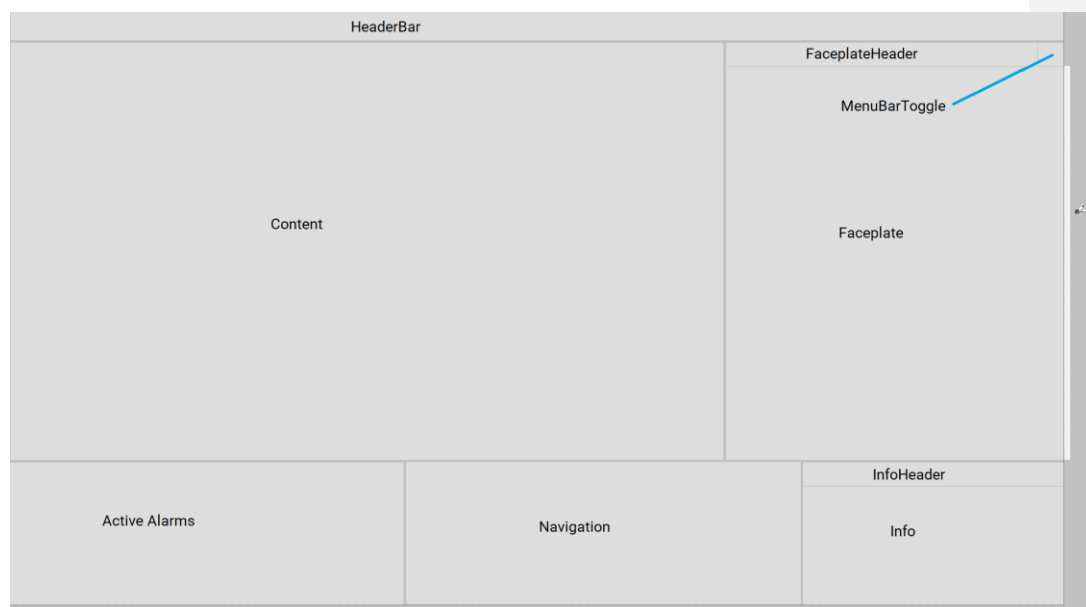 HeaderBar
FaceplateHeader
MenuBarToggle
Content
Faceplate
InfoHeader
Active Alarms
Navigation
Info